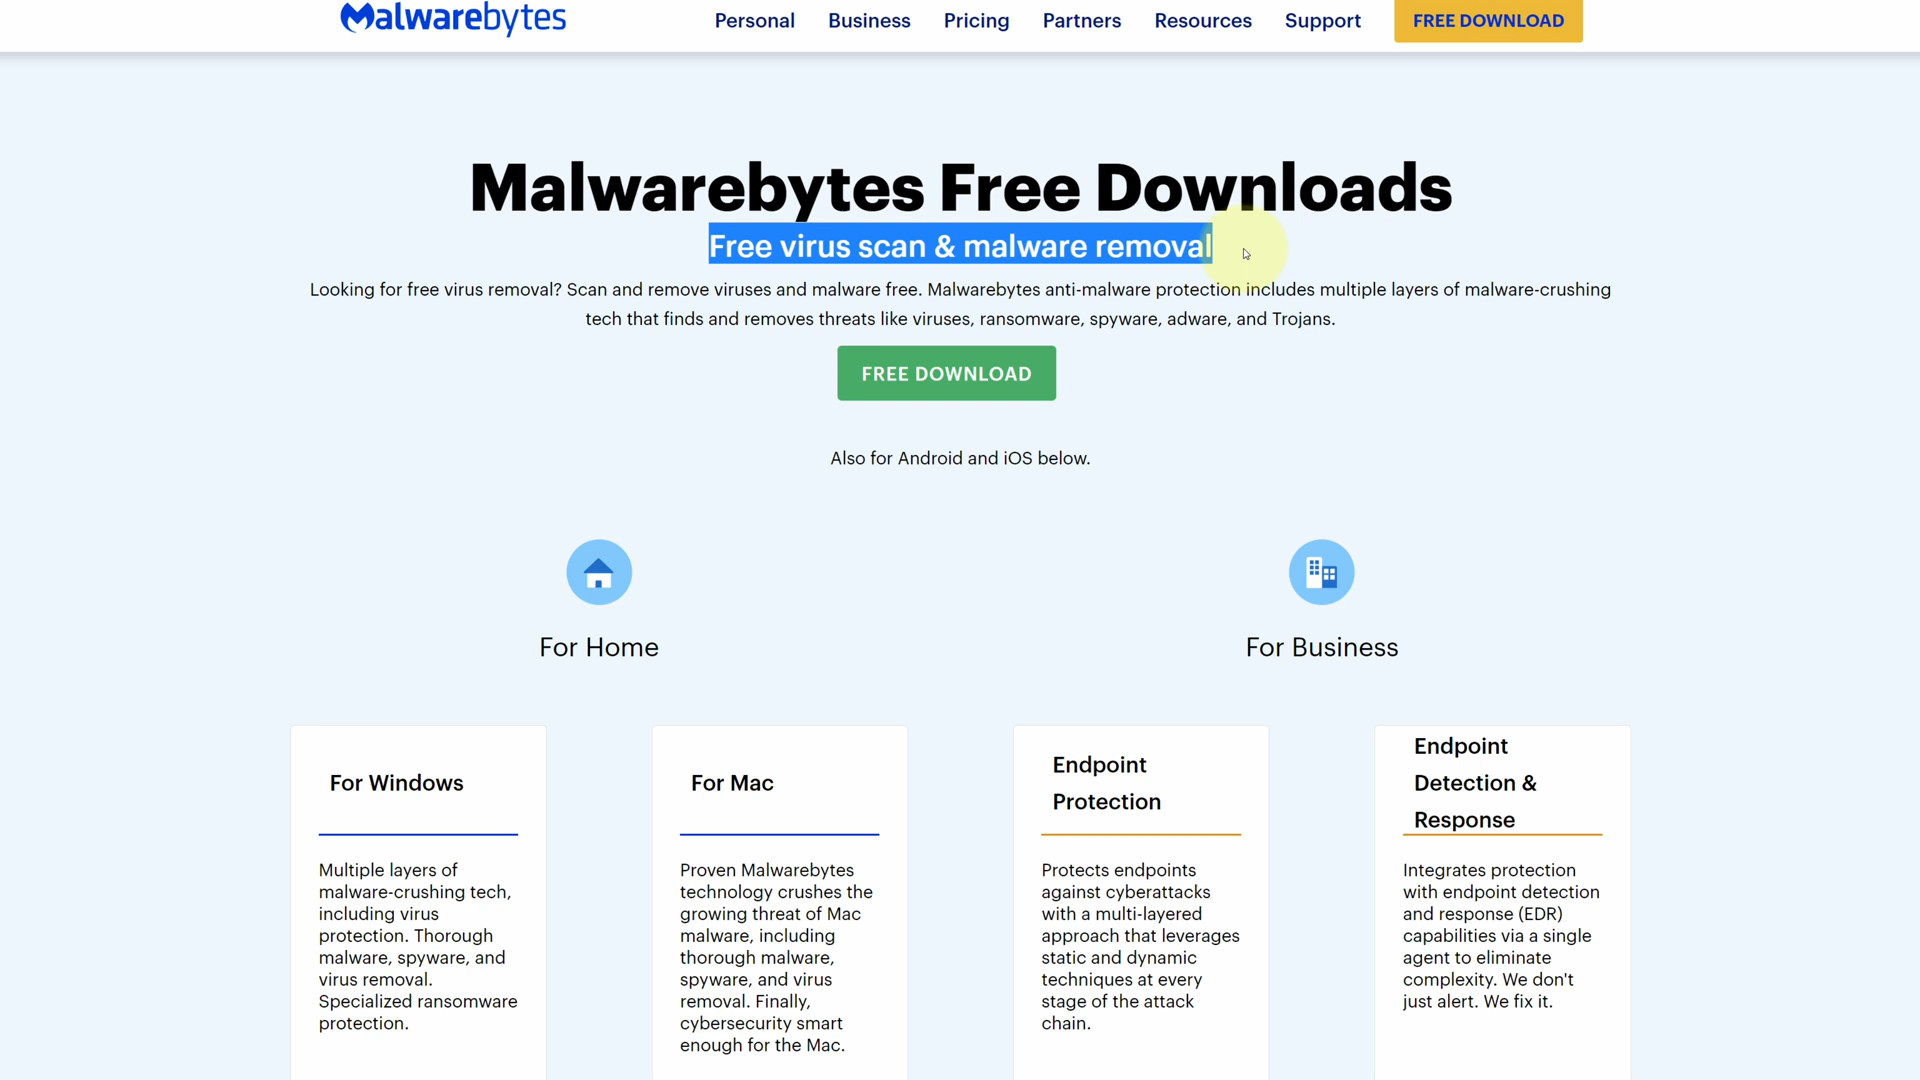 Malwarebytes
Personal
Business
Pricing
Partners
Resources
Support
FREE DOWNLOAD
Malwarebytes Free Downloads
Free virus scan & malware removal
Looking for free virus removal? Scan and remove viruses and malware free. Malwarebytes anti-malware protection includes multiple layers of malware-crushing
tech that finds and removes threats like viruses, ransomware, spyware, adware, and Trojans.
FREE DOWNLOAD
Also for Android and iOS below.
For Home
For Business
For Windows
Multiple layers of
malware-crushing tech,
including virus
protection. Thorough
malware, spyware, and
virus removal.
Specialized ransomware
protection.
For Mac
Proven Malwarebytes
technology crushes the
growing threat of Mac
malware, including
thorough malware,
spyware, and virus
removal. Finally,
cybersecurity smart
enough for the Mac.
Endpoint
Protection
Protects endpoints
against cyberattacks
with a multi-layered
approach that leverages
static and dynamic
techniques at every
stage of the attack
chain.
Endpoint
Detection &
Response
Integrates protection
with endpoint detection
and response (EDR)
capabilities via a single
agent to eliminate
complexity. We don't
just alert. We fix it.